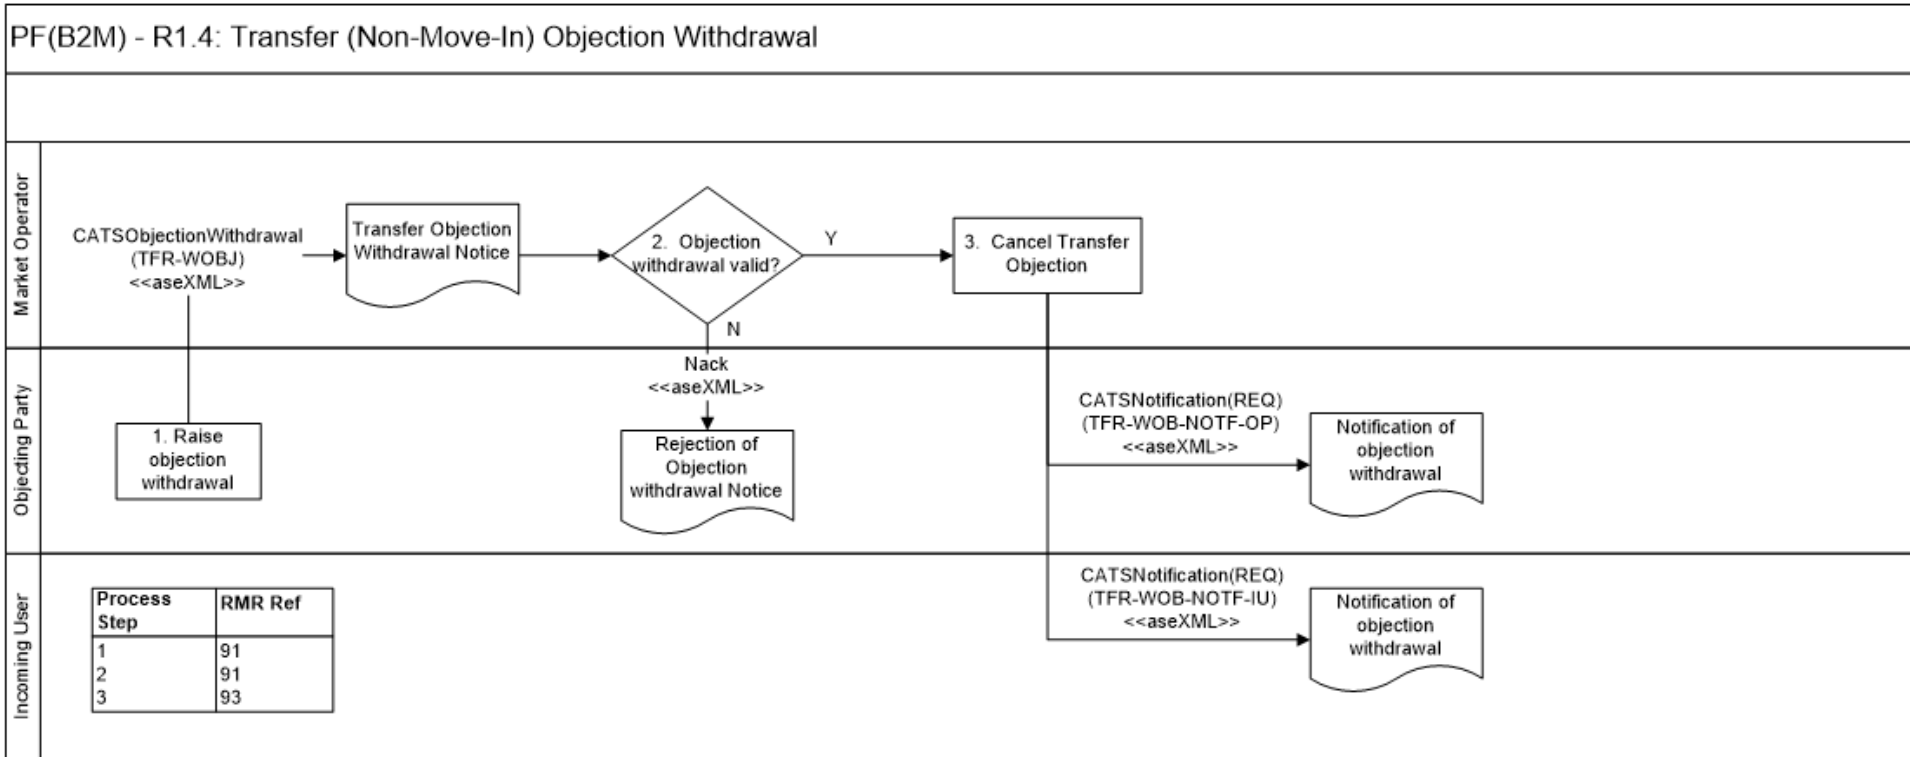 PF(B2M) - R1.4: Transfer (Non-Move-In) Objection Withdrawal
Market Operator
CATSObjectionWithdrawal
(TFR-WOBJ)
<<aseXML>>
Transfer Objection
Withdrawal Notice
2. Objection
withdrawal valid?
Y
N
3. Cancel Transfer
Objection
Objecting Party
1. Raise
objection
withdrawal
Nack
<<aseXML>>
Rejection of
Objection
withdrawal Notice
CATSNotification(REQ)
(TFR-WOB-NOTF-OP)
<<aseXML>>
Notification of
objection
withdrawal
Incoming User
Process
Step
RMR Ref
1 91
2 91
3 93
CATSNotification(REQ)
(TFR-WOB-NOTF-IU)
<<aseXML>>
Notification of
objection
withdrawal